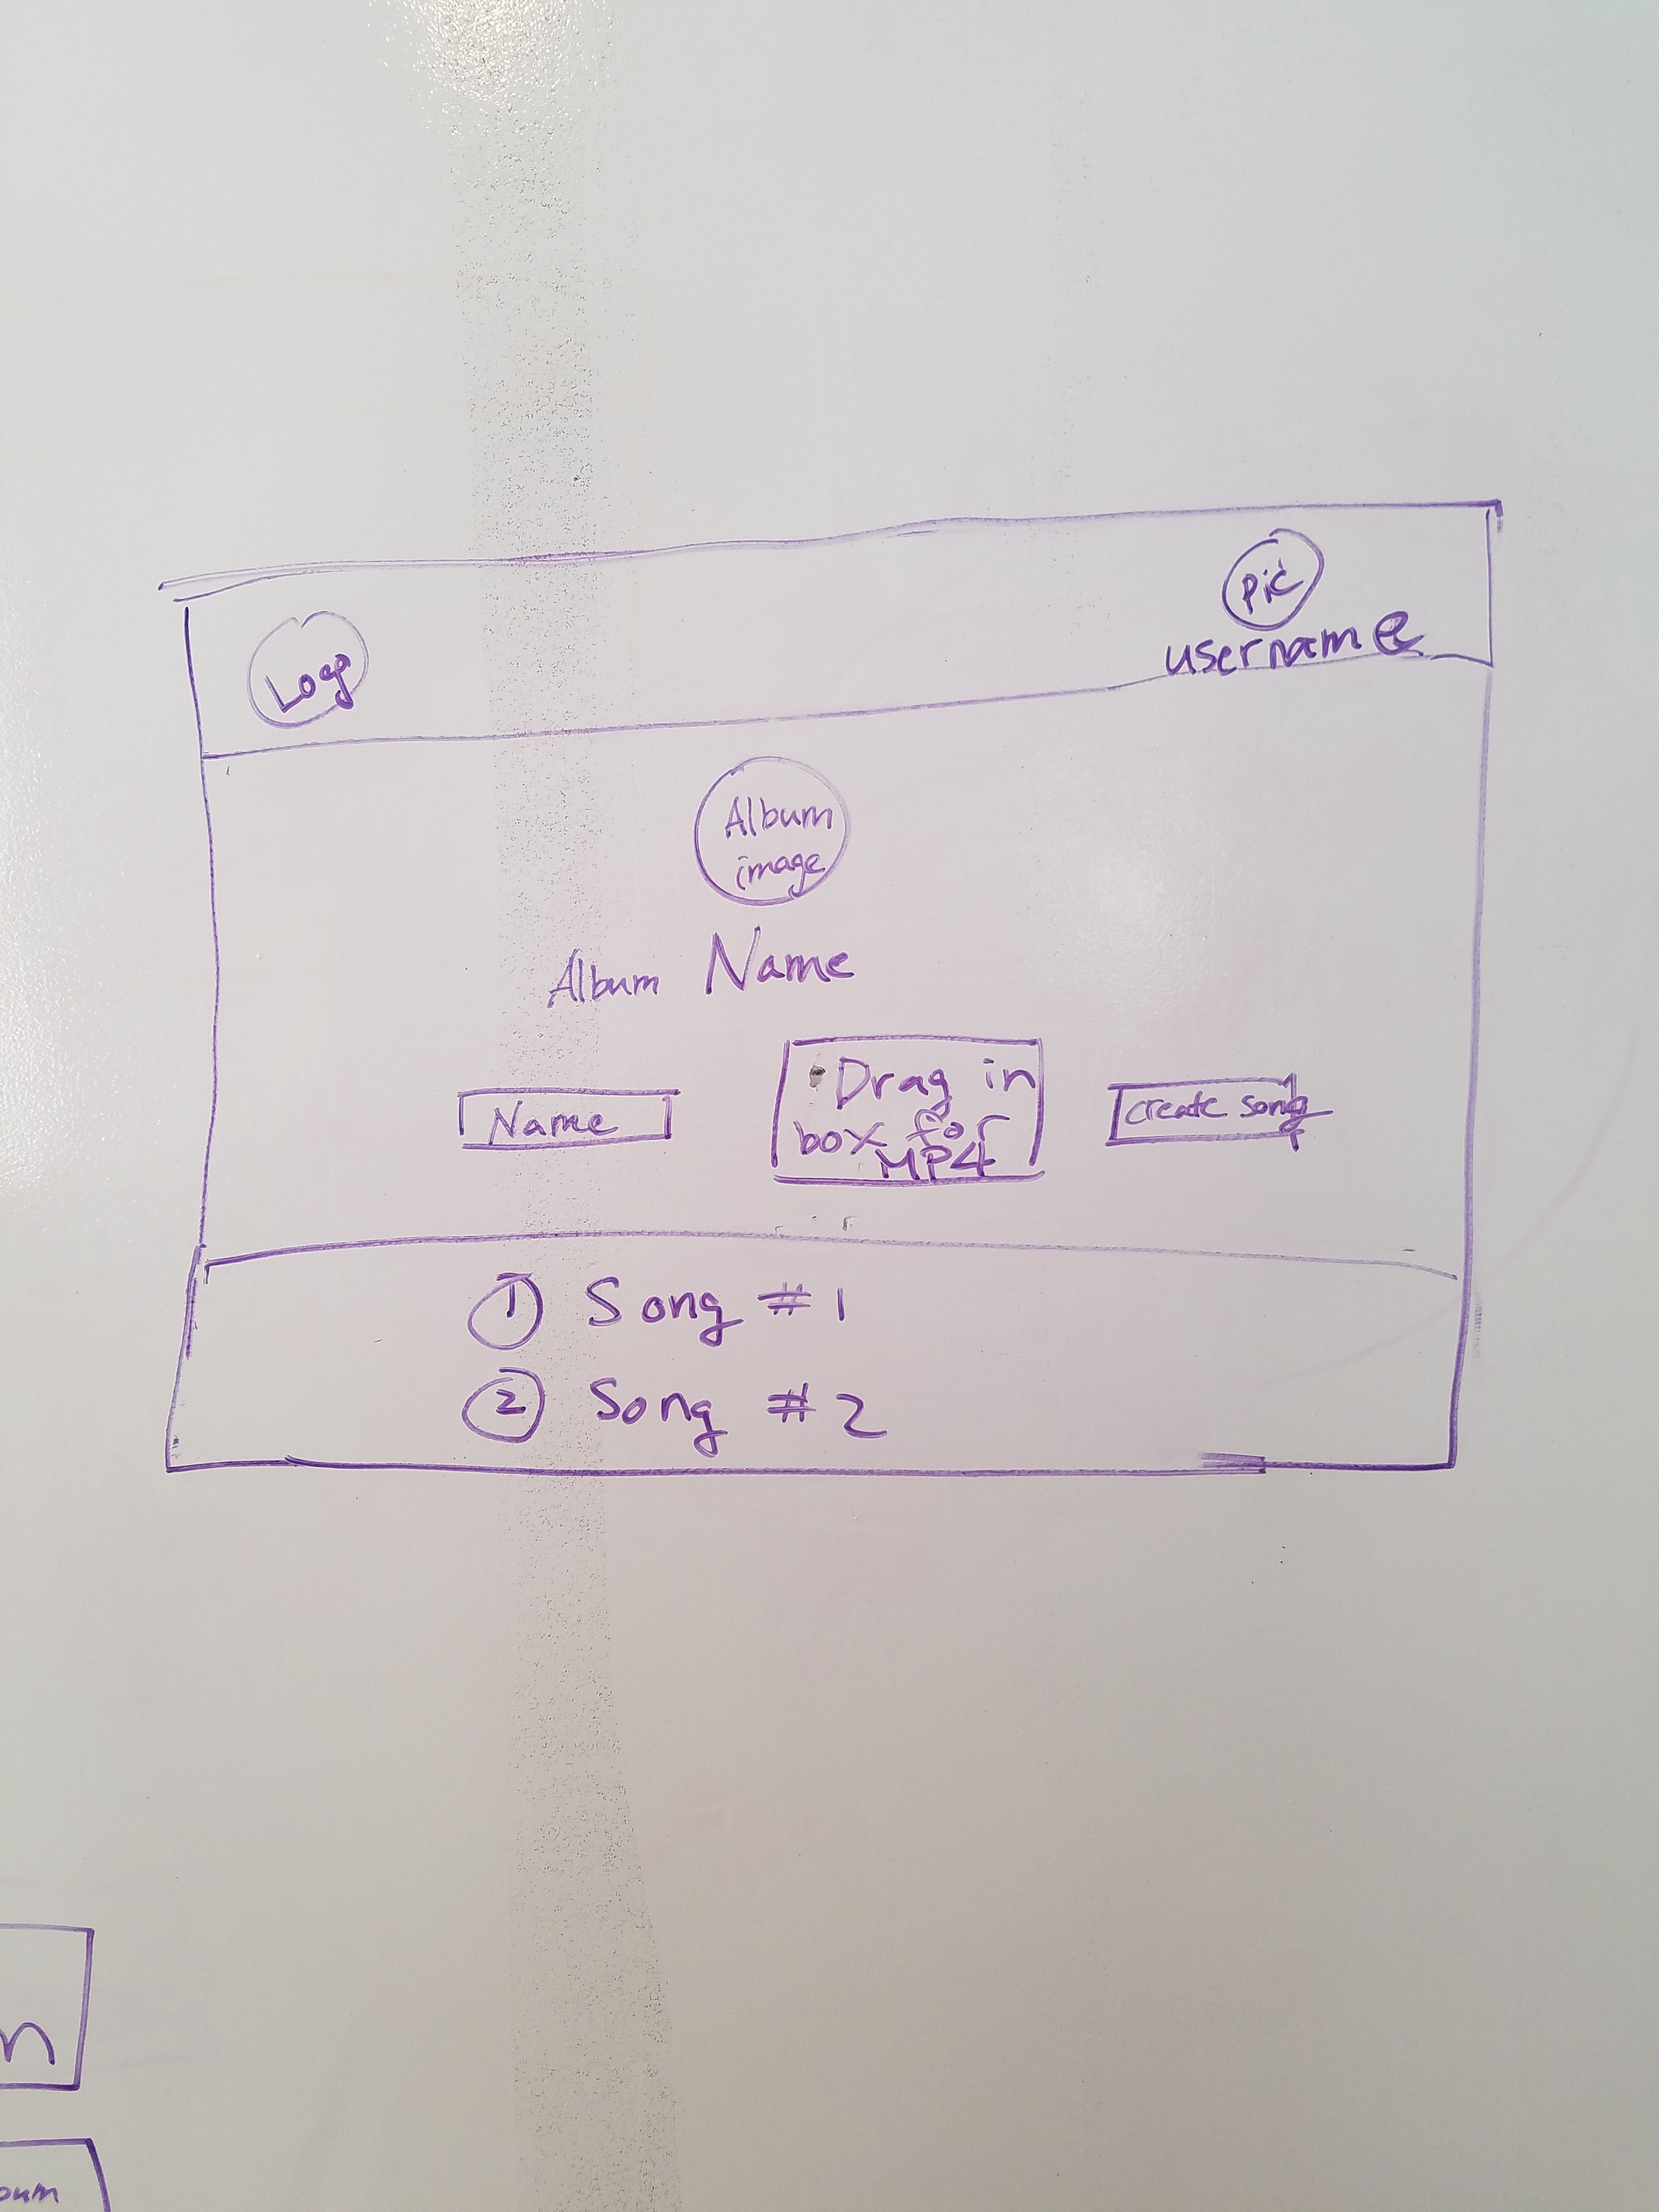 Logo
Pic
username
Album
image
Album Name
Name
Drag in
box for
MP4
create song
1 Song #1
2 Song #2
n